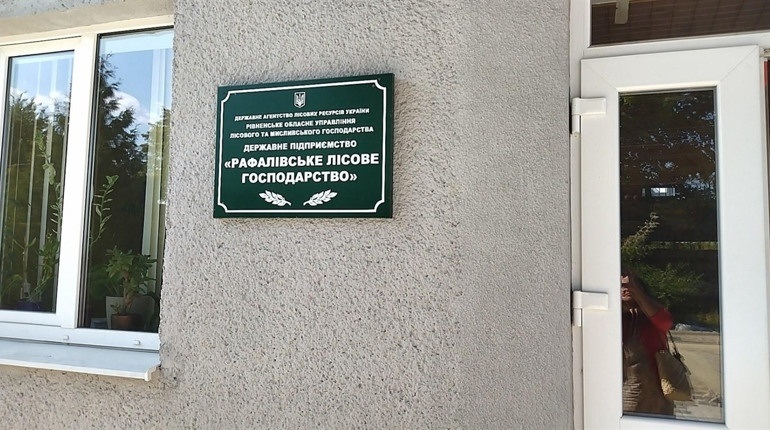 ДЕРЖАВНЕ АГЕНТСТВО ЛІСОВИХ РЕСУРСІВ УКРАЇНИ
РІВНЕНСЬКЕ ОБЛАСНЕ УПРАВЛІННЯ
ЛІСОВОГО ТА МИСЛИВСЬКОГО ГОСПОДАРСТВА
ДЕРЖАВНЕ ПІДПРИЄМСТВО
«РАФАЛІВСЬКЕ ЛІСОВЕ
ГОСПОДАРСТВО»